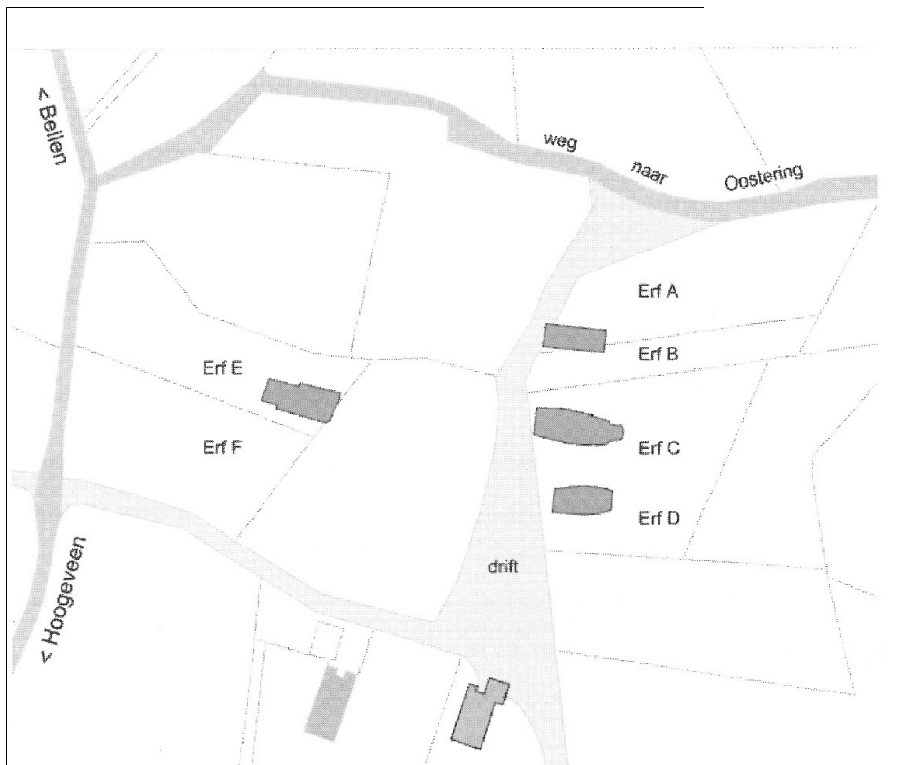 < Beilen
weg naar Oostering
Erf A
Erf B
Erf E
Erf C
Erf F
Erf D
drift
< Hoogeveen